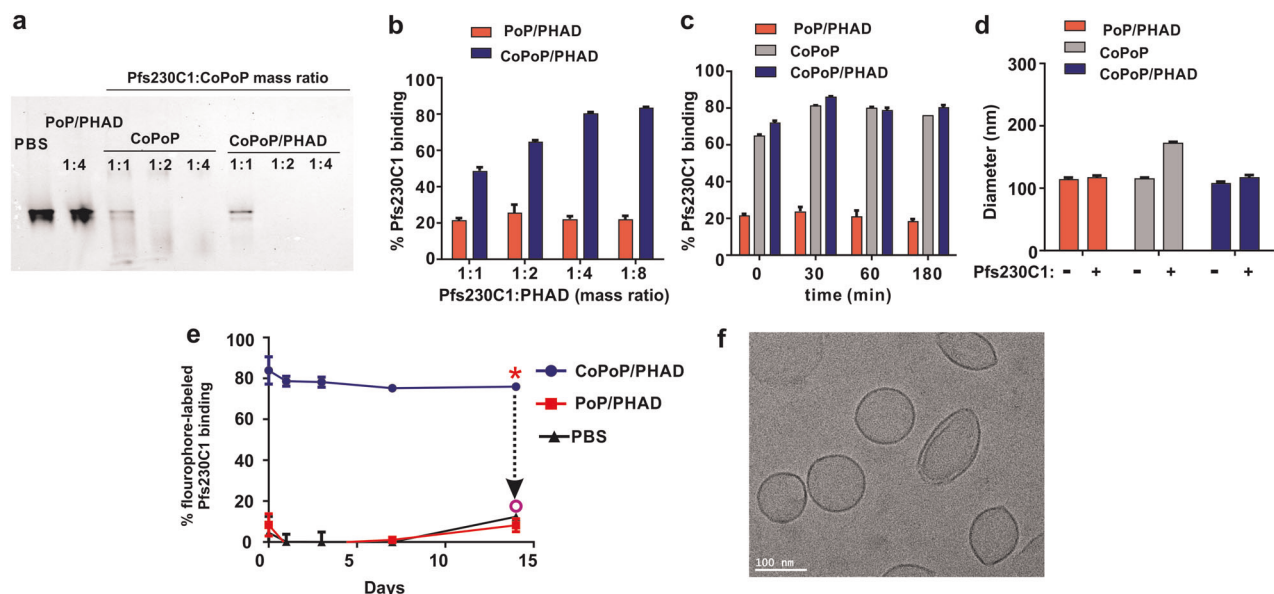 a
Pfs230C1:CoPoP mass ratio
PoP/PHAD
PBS
CoPoP
CoPoP/PHAD
1:4
1:1
1:2
1:4
1:1
1:2
1:4
b
PoP/PHAD
CoPoP/PHAD
% Pfs230C1 binding
80
60
40
20
0
1:1
1:2
1:4
1:8
Pfs230C1:PHAD (mass ratio)
c
PoP/PHAD
CoPoP
CoPoP/PHAD
% Pfs230C1 binding
100
80
60
40
20
0
0
30
60
180
time (min)
d
PoP/PHAD
CoPoP
CoPoP/PHAD
Diameter (nm)
300
200
100
0
Pfs230C1:
-
+
-
+
-
+
e
% flourophore-labeled
Pfs230C1 binding
100
80
60
40
20
0
0
5
10
15
Days
*
CoPoP/PHAD
PoP/PHAD
PBS
f
100 nm